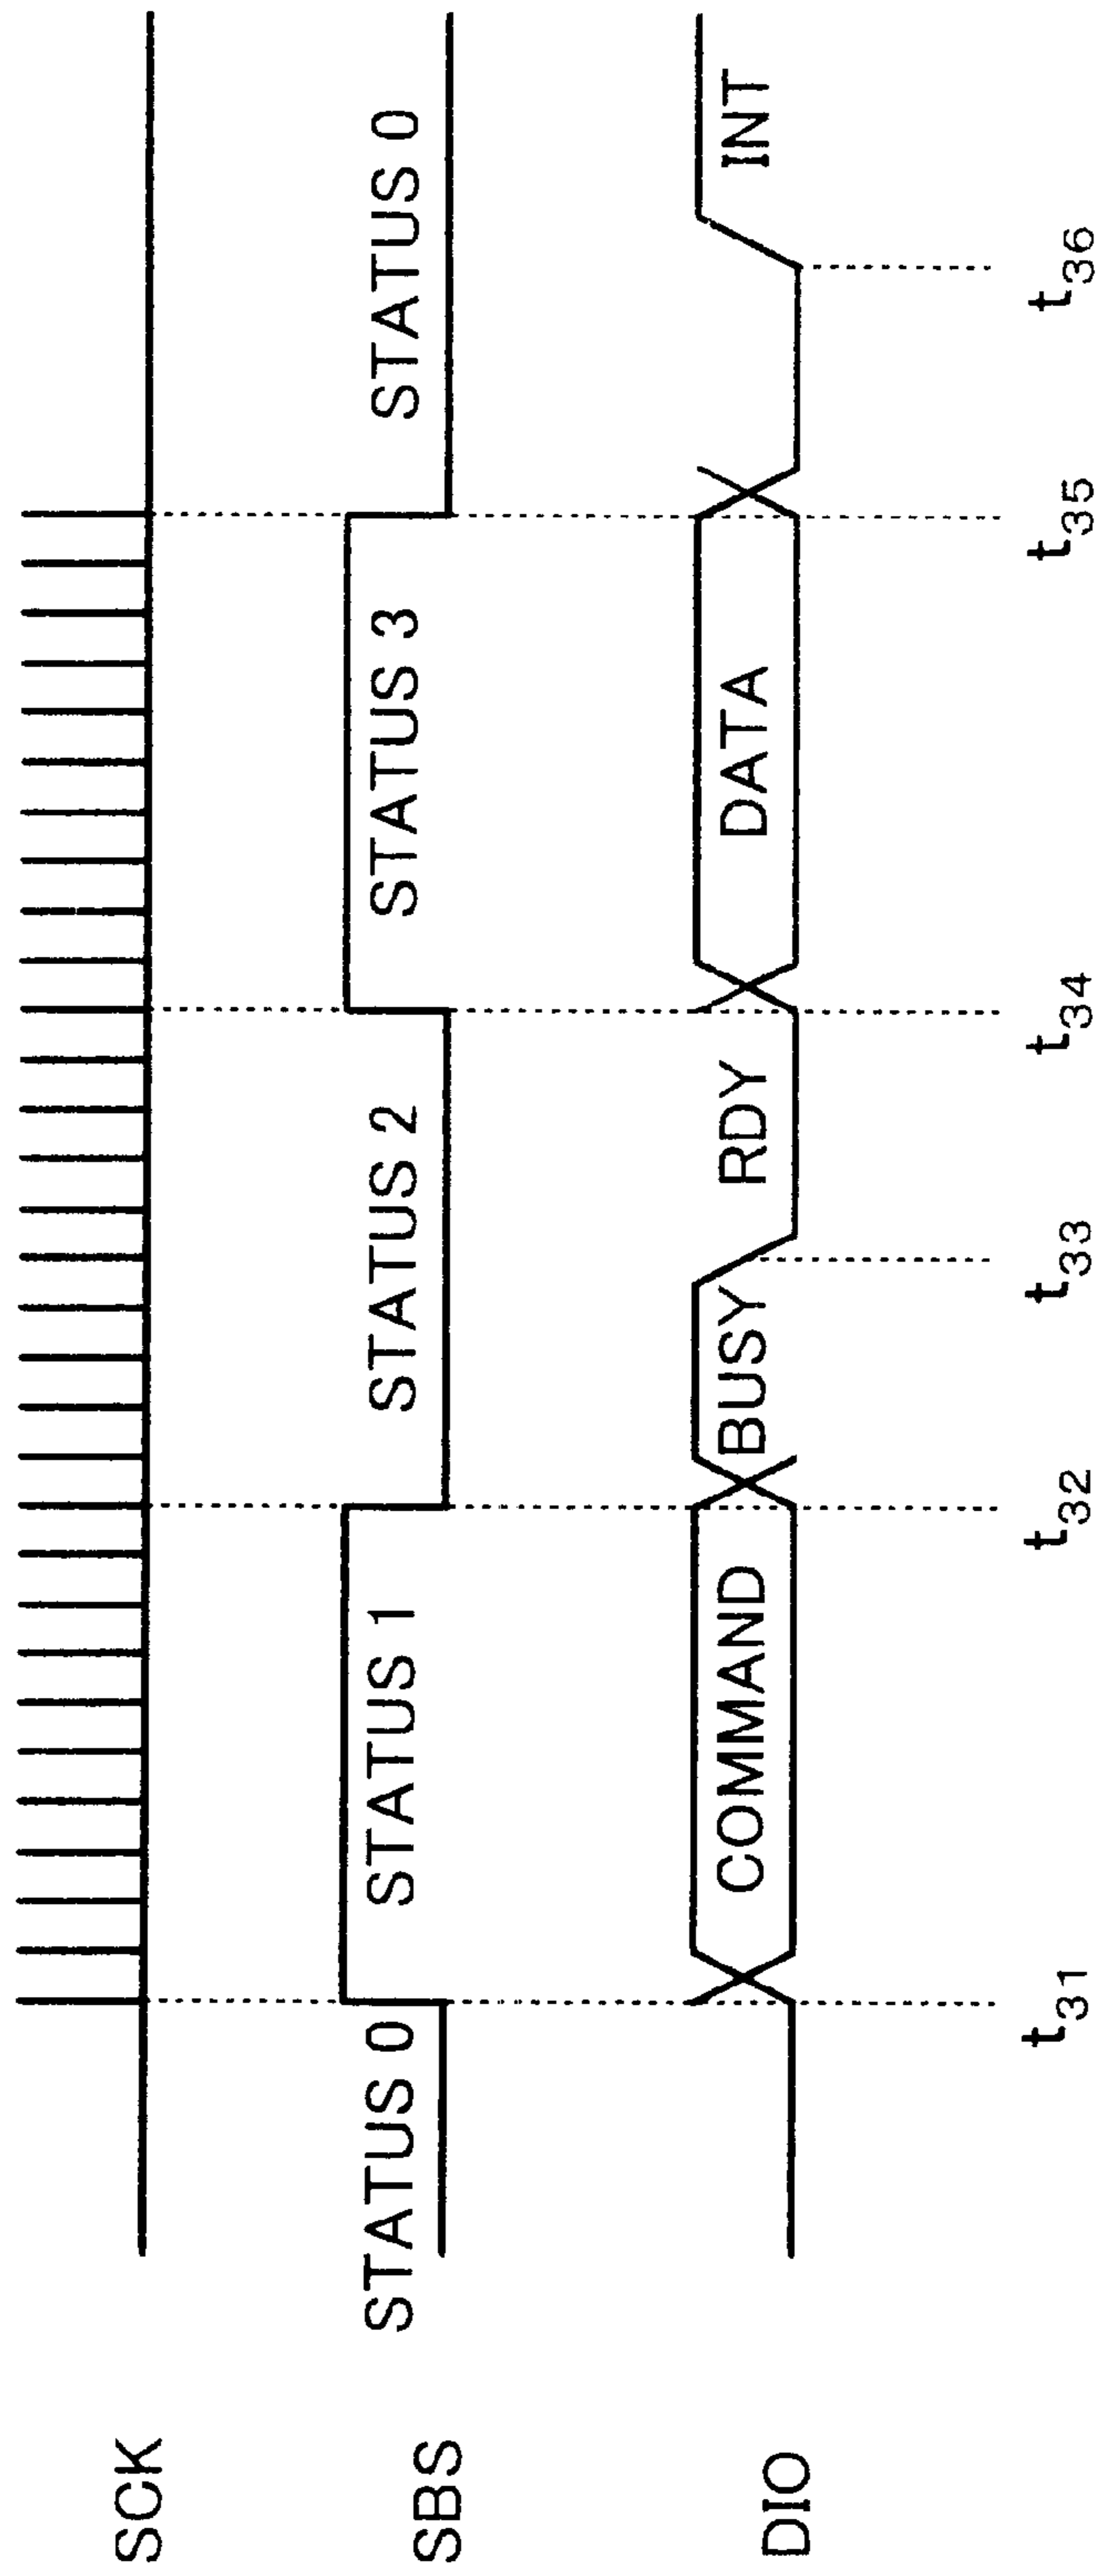 SCK
SBS
STATUS 0 STATUS 1 STATUS 2 STATUS 3 STATUS 0
DIO
COMMAND BUSY RDY DATA INT
t31 t32 t33 t34 t35 t36